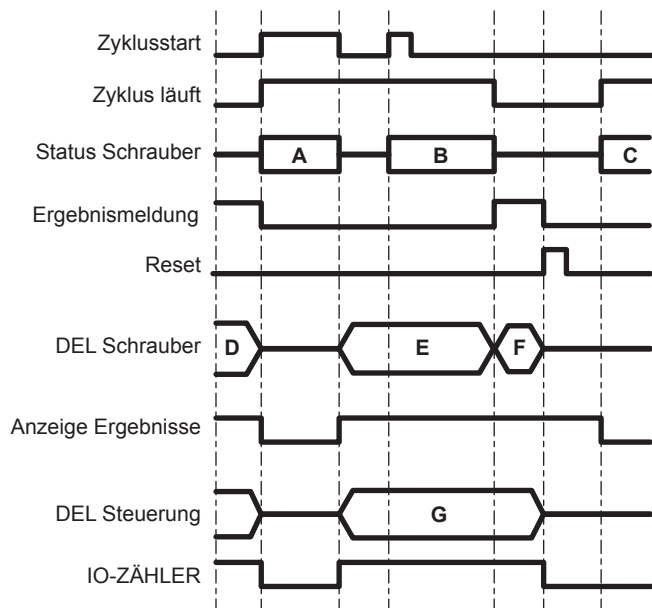 Zyklusstart
Zyklus läuft
Status Schrauber A B C
Ergebnismeldung
Reset
DEL Schrauber D E F
Anzeige Ergebnisse
DEL Steuerung G
IO-ZÄHLER